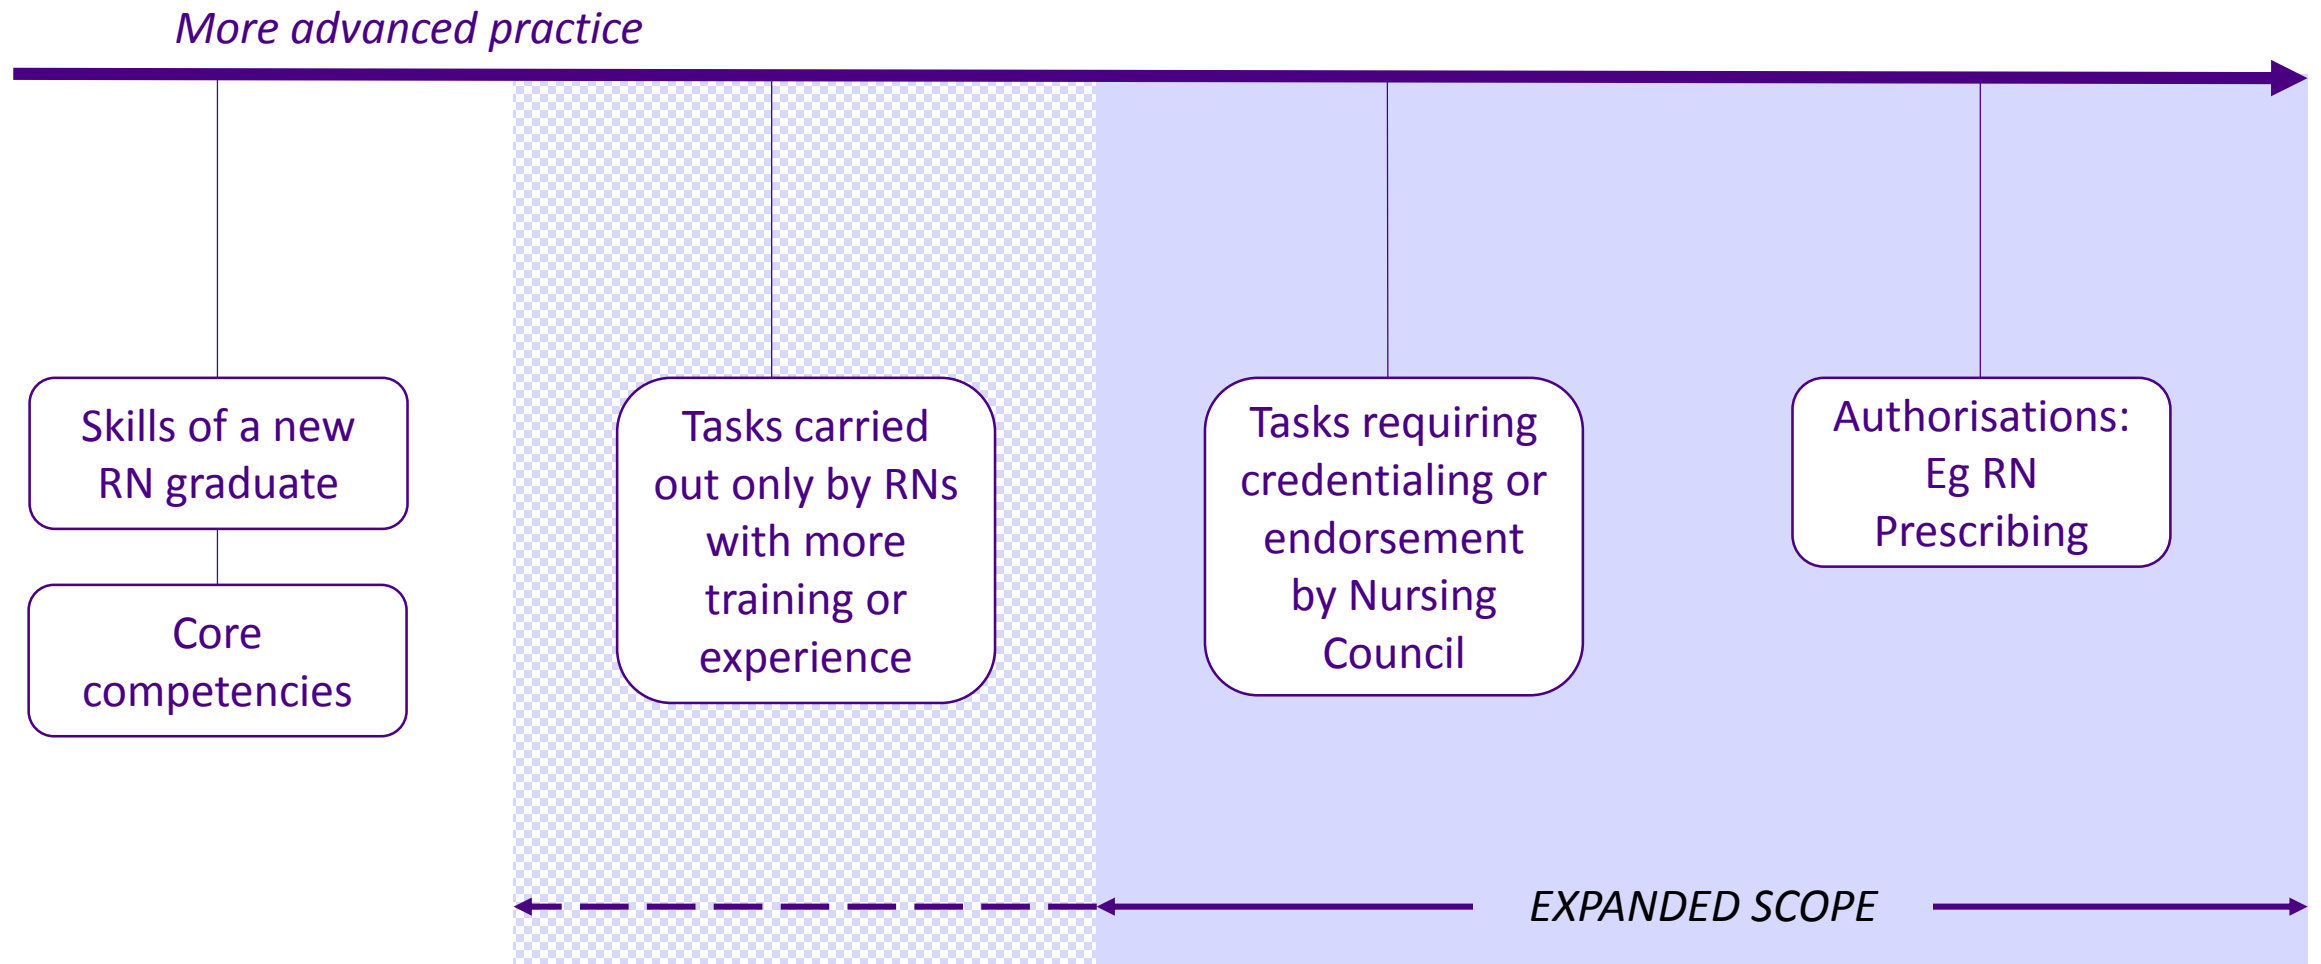 More advanced practice
Skills of a new
RN graduate
Core
competencies
Tasks carried
out only by RNs
with more
training or
experience
Tasks requiring
credentialing or
endorsement
by Nursing
Council
Authorisations:
Eg RN
Prescribing
EXPANDED SCOPE